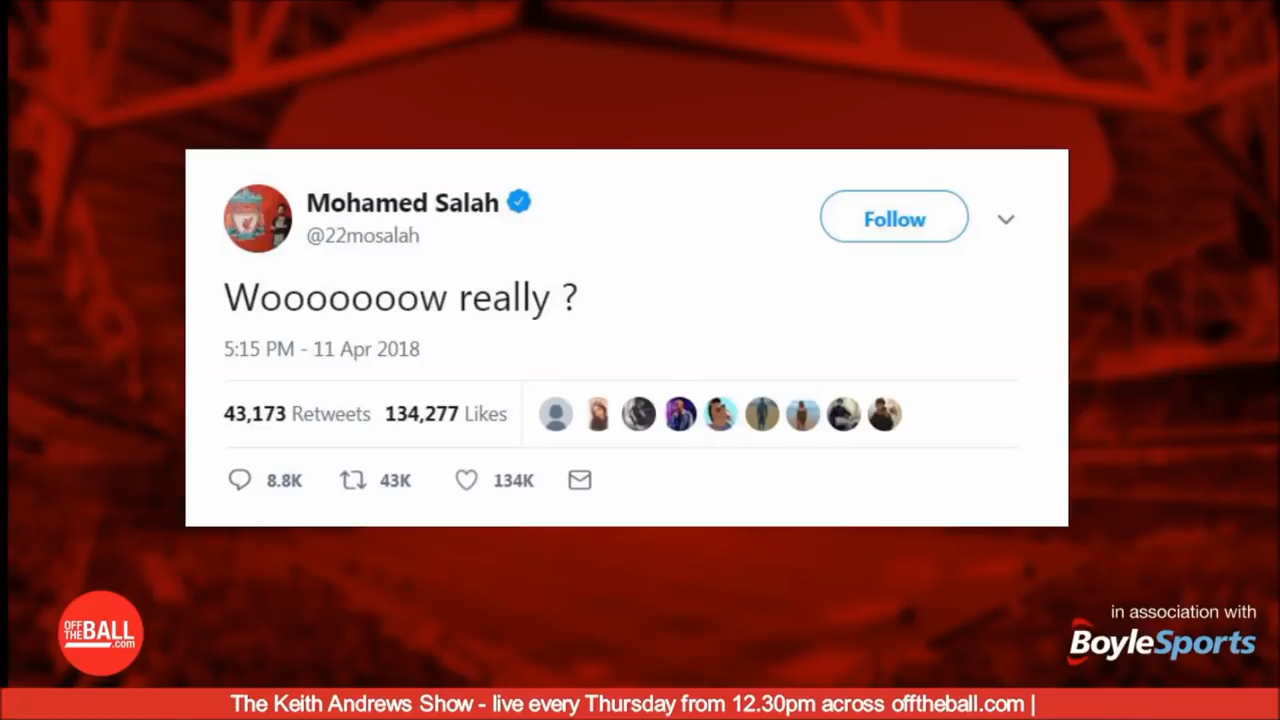 Mohamed Salah
Follow
@22mosalah
Wooooooow really ?
5:15 PM - 11 Apr 2018
43,173 Retweets 134,277 Likes
8.8K 43K 134K
OFF THE BALL .com
in association with
BoyleSports
The Keith Andrews Show - live every Thursday from 12.30pm across offtheball.com |